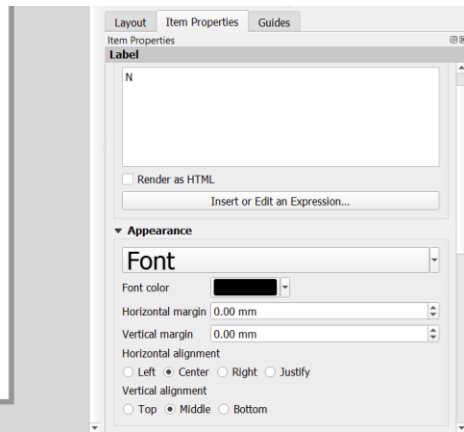 Layout Item Properties Guides
Item Properties
Label
N
Render as HTML
Insert or Edit an Expression...
Appearance
Font
Font color
Horizontal margin 0.00 mm
Vertical margin 0.00 mm
Horizontal alignment
Left Center Right Justify
Vertical alignment
Top Middle Bottom